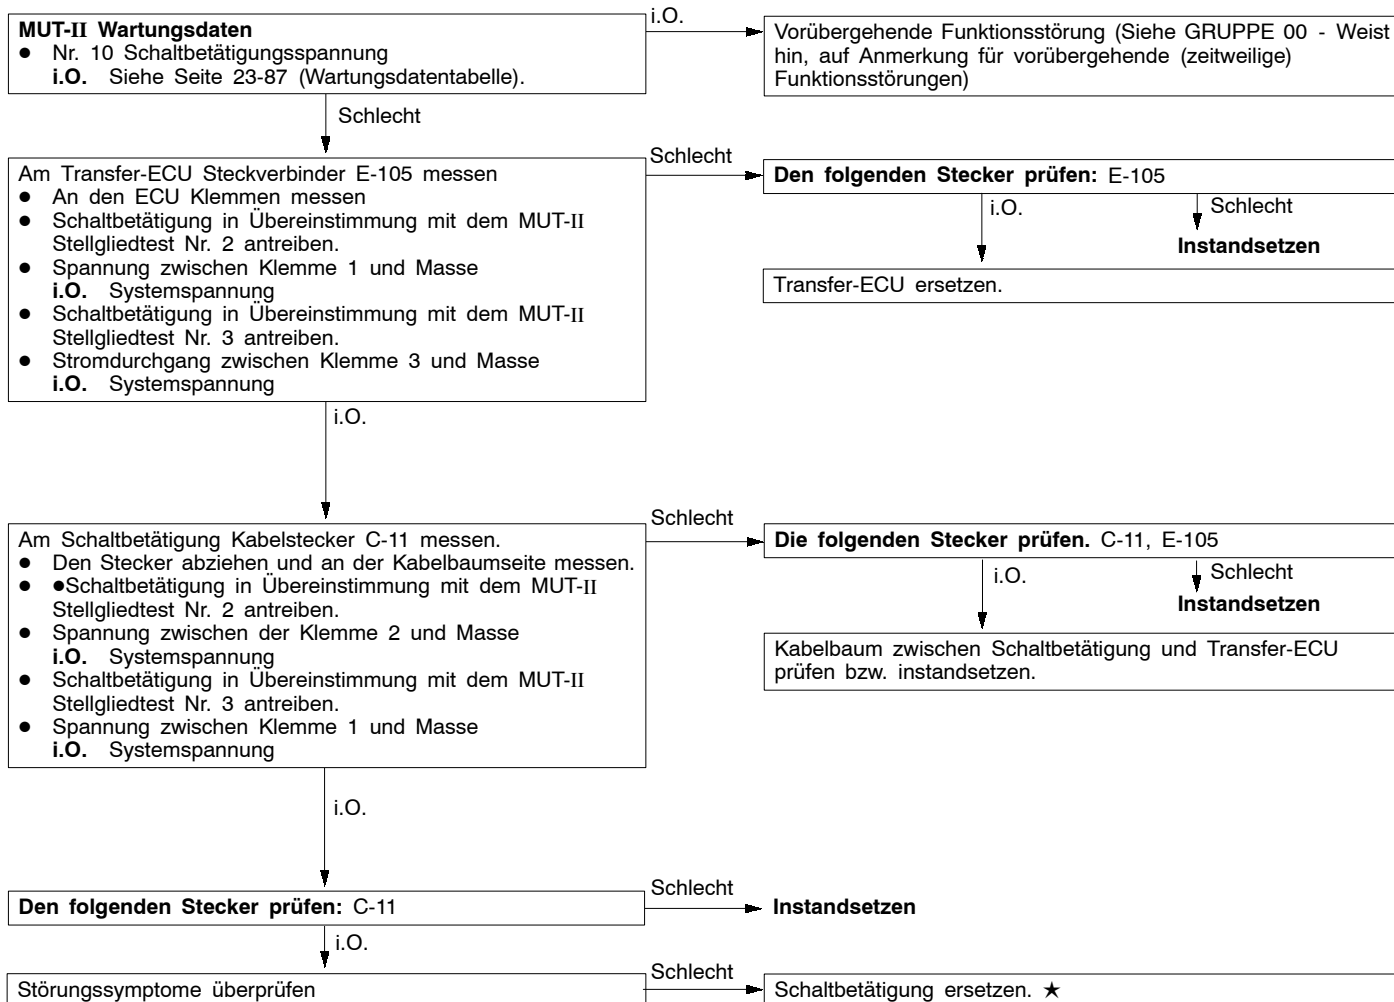 MUT-II Wartungsdaten
● Nr. 10 Schaltbetätigungsspannung
i.O. Siehe Seite 23-87 (Wartungsdatentabelle).
i.O.
Vorübergehende Funktionsstörung (Siehe GRUPPE 00 - Weist
hin, auf Anmerkung für vorübergehende (zeitweilige)
Funktionsstörungen)
Schlecht
Am Transfer-ECU Steckverbinder E-105 messen
● An den ECU Klemmen messen
● Schaltbetätigung in Übereinstimmung mit dem MUT-II
Stellgliedtest Nr. 2 antreiben.
● Spannung zwischen Klemme 1 und Masse
i.O. Systemspannung
● Schaltbetätigung in Übereinstimmung mit dem MUT-II
Stellgliedtest Nr. 3 antreiben.
● Stromdurchgang zwischen Klemme 3 und Masse
i.O. Systemspannung
Schlecht
Den folgenden Stecker prüfen: E-105
i.O.
Schlecht
Instandsetzen
Transfer-ECU ersetzen.
i.O.
Am Schaltbetätigung Kabelstecker C-11 messen.
● Den Stecker abziehen und an der Kabelbaumseite messen.
● ●Schaltbetätigung in Übereinstimmung mit dem MUT-II
Stellgliedtest Nr. 2 antreiben.
● Spannung zwischen der Klemme 2 und Masse
i.O. Systemspannung
● Schaltbetätigung in Übereinstimmung mit dem MUT-II
Stellgliedtest Nr. 3 antreiben.
● Spannung zwischen Klemme 1 und Masse
i.O. Systemspannung
Schlecht
Die folgenden Stecker prüfen. C-11, E-105
i.O.
Schlecht
Instandsetzen
Kabelbaum zwischen Schaltbetätigung und Transfer-ECU
prüfen bzw. instandsetzen.
i.O.
Den folgenden Stecker prüfen: C-11
Schlecht
Instandsetzen
i.O.
Störungssymptome überprüfen
Schlecht
Schaltbetätigung ersetzen. ★